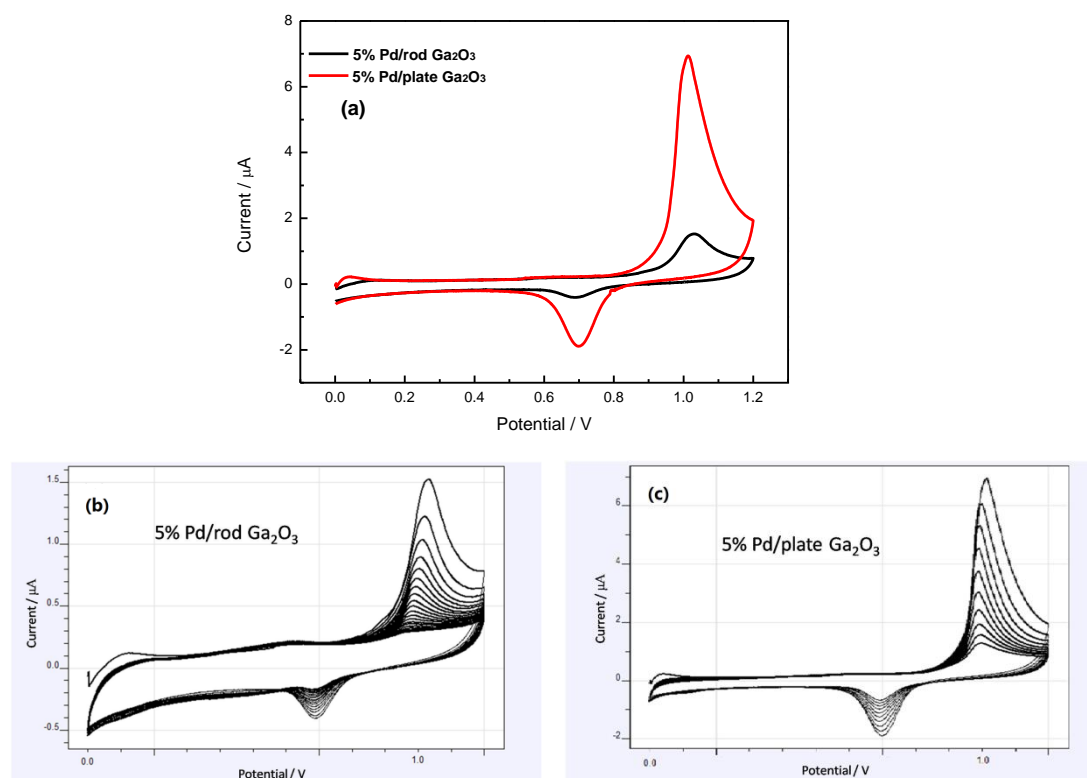 8
6
4
2
0
-2
Current / μA
5% Pd/rod Ga₂O₃
5% Pd/plate Ga₂O₃
(a)
0.0 0.2 0.4 0.6 0.8 1.0 1.2
Potential / V
(b)
5% Pd/rod Ga₂O₃
1.5
1.0
0.5
0.0
-0.5
Current / μA
0.0 1.0
Potential / V
(c)
5% Pd/plate Ga₂O₃
6
4
2
0
-2
Current / μA
0.0 1.0
Potential / V